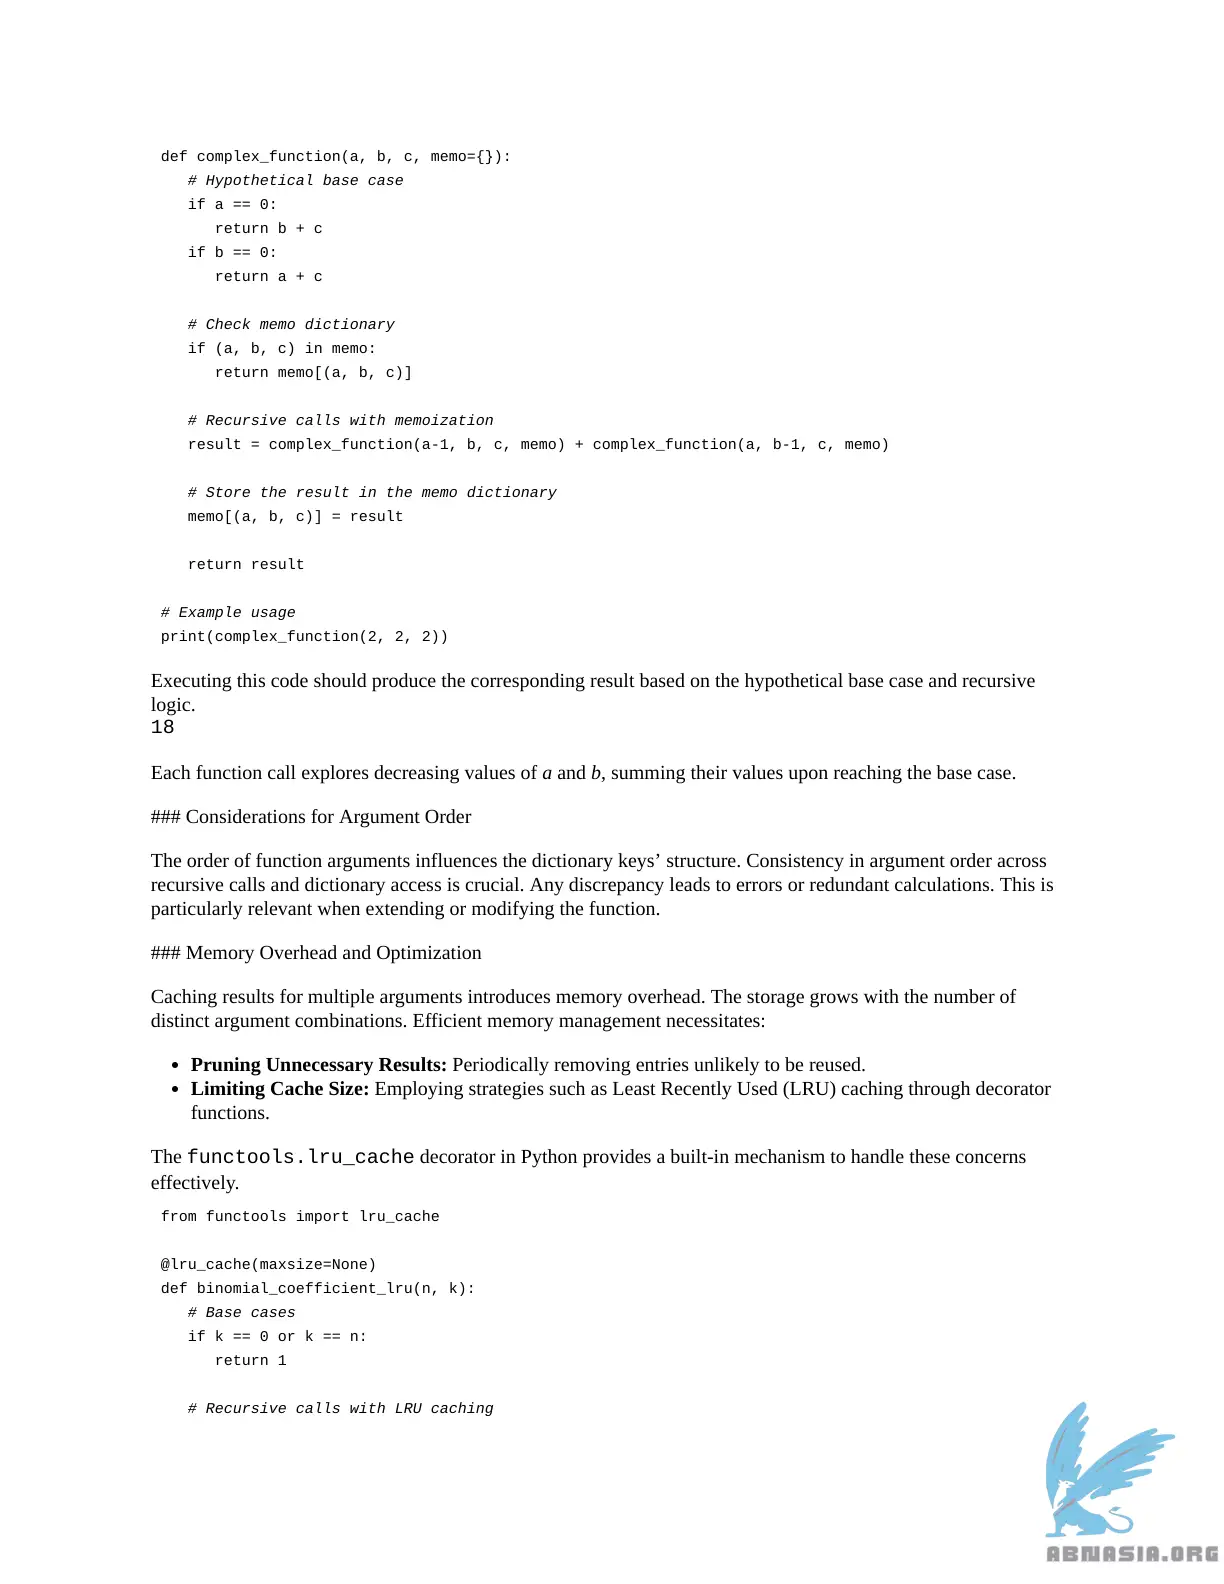 def complex_function(a, b, c, memo={}):
# Hypothetical base case
if a == 0:
return b + c
if b == 0:
return a + c
# Check memo dictionary
if (a, b, c) in memo:
return memo[(a, b, c)]
# Recursive calls with memoization
result = complex_function(a-1, b, c, memo) + complex_function(a, b-1, c, memo)
# Store the result in the memo dictionary
memo[(a, b, c)] = result
return result
# Example usage
print(complex_function(2, 2, 2))
Executing this code should produce the corresponding result based on the hypothetical base case and recursive
logic.
18
Each function call explores decreasing values of a and b, summing their values upon reaching the base case.
### Considerations for Argument Order
The order of function arguments influences the dictionary keys’ structure. Consistency in argument order across
recursive calls and dictionary access is crucial. Any discrepancy leads to errors or redundant calculations. This is
particularly relevant when extending or modifying the function.
### Memory Overhead and Optimization
Caching results for multiple arguments introduces memory overhead. The storage grows with the number of
distinct argument combinations. Efficient memory management necessitates:
• Pruning Unnecessary Results: Periodically removing entries unlikely to be reused.
• Limiting Cache Size: Employing strategies such as Least Recently Used (LRU) caching through decorator
functions.
The functools.lru_cache decorator in Python provides a built-in mechanism to handle these concerns
effectively.
from functools import lru_cache
@lru_cache(maxsize=None)
def binomial_coefficient_lru(n, k):
# Base cases
if k == 0 or k == n:
return 1
# Recursive calls with LRU caching
ABNASIA.ORG